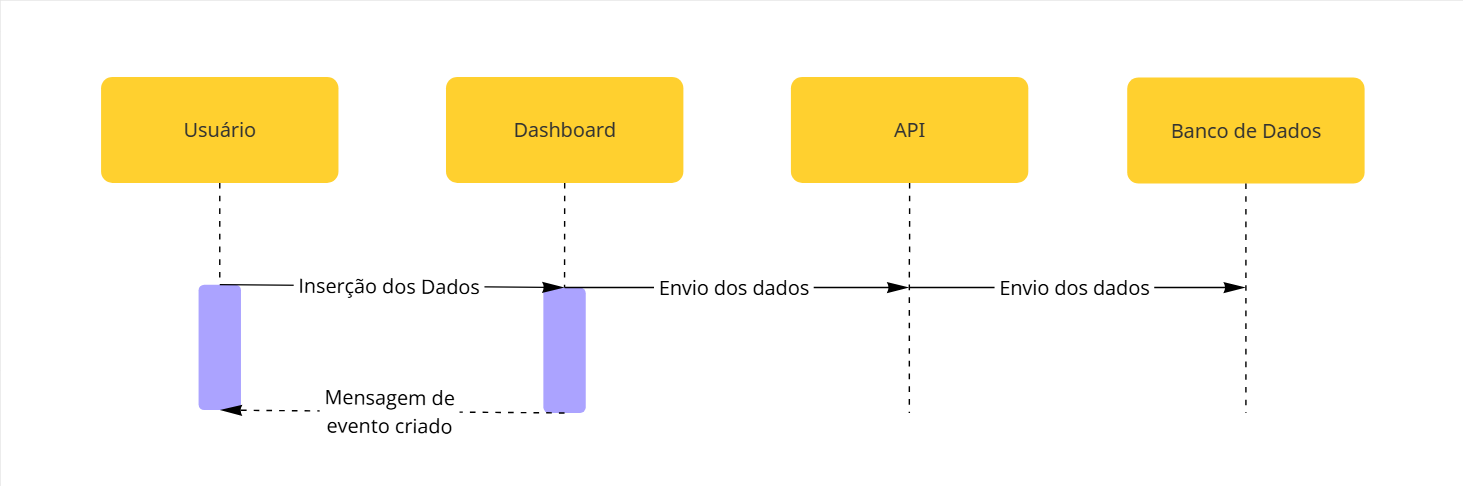 Usuário
Dashboard
API
Banco de Dados
Inserção dos Dados
Envio dos dados
Envio dos dados
Mensagem de
evento criado